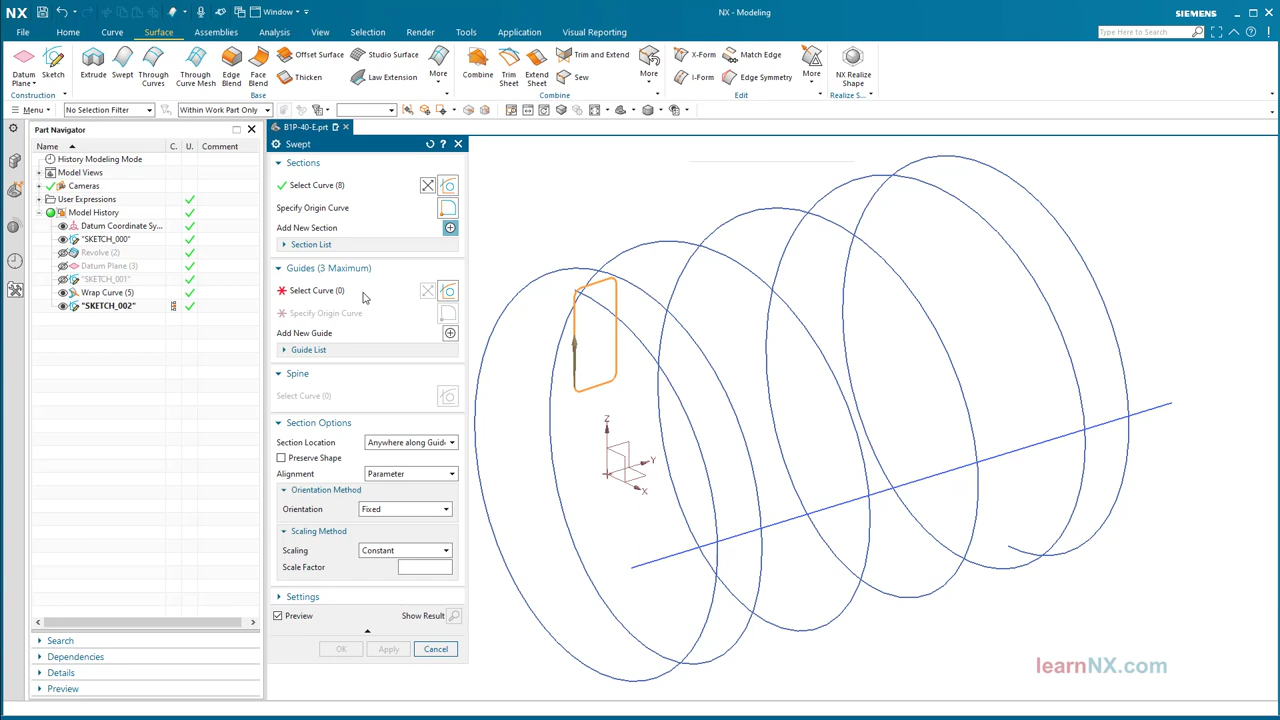 NX
Window
NX - Modeling
SIEMENS
File
Home
Curve
Surface
Assemblies
Analysis
View
Selection
Render
Tools
Application
Visual Reporting
Type Here to Search
Datum Plane
Sketch
Extrude
Swept
Through Curves
Through Curve Mesh
Edge Blend
Face Blend
Offset Surface
Thicken
Studio Surface
Law Extension
More
Combine
Trim Sheet
Extend Sheet
Trim and Extend
Sew
More
X-Form
I-Form
Match Edge
Edge Symmetry
More
NX Realize Shape
Construction
Base
Combine
Edit
Realize S...
Menu
No Selection Filter
Within Work Part Only
Part Navigator
B1P-40-E.prt
Name
C.
U.
Comment
History Modeling Mode
Model Views
Cameras
User Expressions
Model History
Datum Coordinate Sy...
"SKETCH_000"
Revolve (2)
Datum Plane (3)
"SKETCH_001"
Wrap Curve (5)
"SKETCH_002"
Search
Dependencies
Details
Preview
Swept
Sections
Select Curve (8)
Specify Origin Curve
Add New Section
Section List
Guides (3 Maximum)
Select Curve (0)
Specify Origin Curve
Add New Guide
Guide List
Spine
Select Curve (0)
Section Options
Section Location
Anywhere along Guid
Preserve Shape
Alignment
Parameter
Orientation Method
Orientation
Fixed
Scaling Method
Scaling
Constant
Scale Factor
Settings
Preview
Show Result
OK
Apply
Cancel
Z
Y
X
learnNX.com